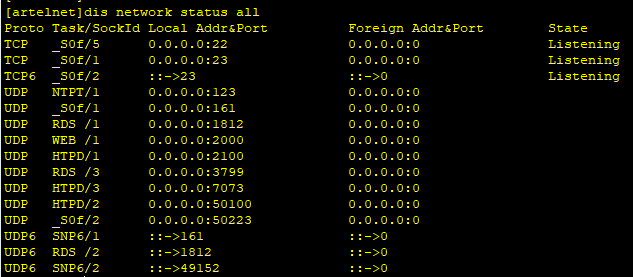 [artelnet]dis network status all
Proto Task/SockId Local Addr&Port Foreign Addr&Port State
TCP _S0f/5 0.0.0.0:22 0.0.0.0:0 Listening
TCP _S0f/1 0.0.0.0:23 0.0.0.0:0 Listening
TCP6 _S0f/2 ::->23 ::->0 Listening
UDP NTPT/1 0.0.0.0:123 0.0.0.0:0
UDP _S0f/1 0.0.0.0:161 0.0.0.0:0
UDP RDS /1 0.0.0.0:1812 0.0.0.0:0
UDP WEB /1 0.0.0.0:2000 0.0.0.0:0
UDP HTPD/1 0.0.0.0:2100 0.0.0.0:0
UDP RDS /3 0.0.0.0:3799 0.0.0.0:0
UDP HTPD/3 0.0.0.0:7073 0.0.0.0:0
UDP HTPD/2 0.0.0.0:50100 0.0.0.0:0
UDP _S0f/2 0.0.0.0:50223 0.0.0.0:0
UDP6 SNP6/1 ::->161 ::->0
UDP6 RDS /2 ::->1812 ::->0
UDP6 SNP6/2 ::->49152 ::->0